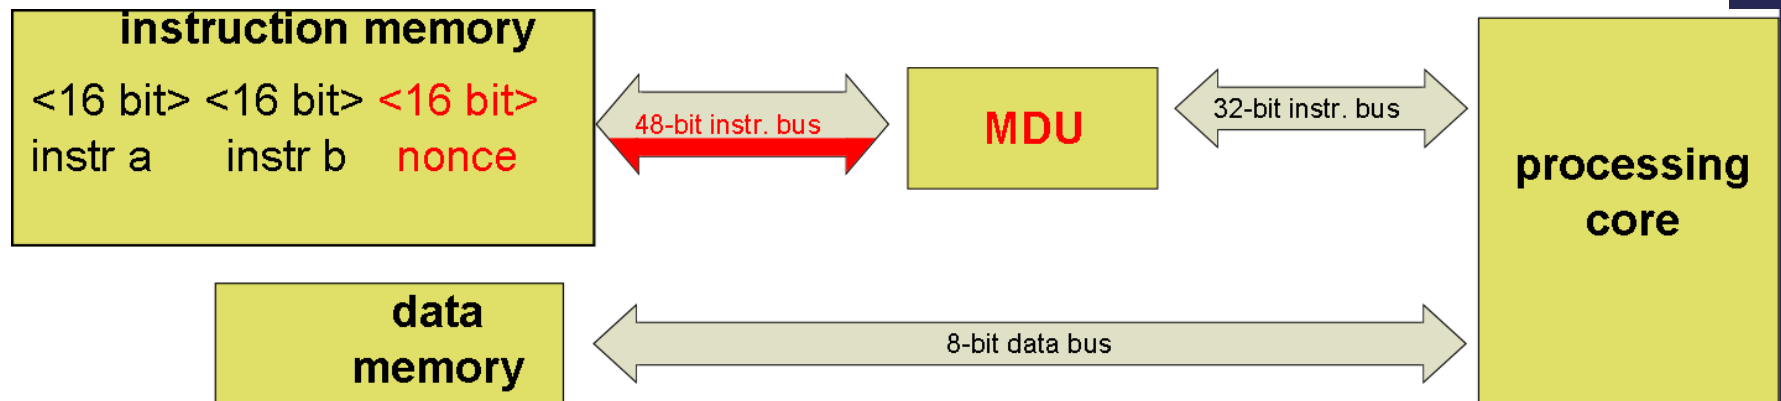 instruction memory
<16 bit> <16 bit> <16 bit>
instr a instr b nonce
48-bit instr. bus
MDU
32-bit instr. bus
processing
core
data
memory
8-bit data bus